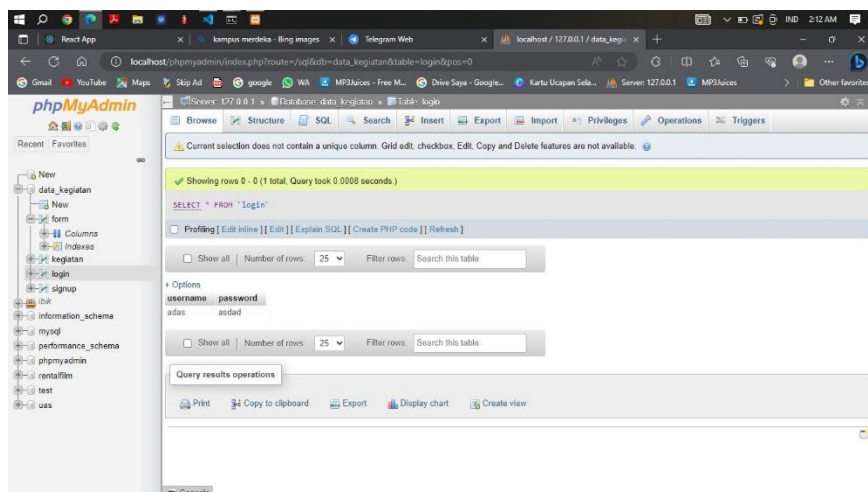 IND 2:12 AM
React App
kampus merdeka - Bing images
Telegram Web
localhost / 127.0.0.1 / data_kegia
localhost/phpmyadmin/index.php?route=/sql&db=data_kegiatan&table=login&pos=0
Gmail YouTube Maps Skip Ad google WA MP3Juices - Free M... Drive Saya - Google... Kartu Ucapan Sela... Server: 127.0.0.1 MP3Juices Other favorites
phpMyAdmin
Recent Favorites
New
data_kegiatan
New
form
Columns
Indexes
kegiatan
login
signup
ibik
information_schema
mysql
performance_schema
phpmyadmin
rentalfilm
test
uas
Server: 127.0.0.1 » Database: data_kegiatan » Table: login
Browse Structure SQL Search Insert Export Import Privileges Operations Triggers
Current selection does not contain a unique column. Grid edit, checkbox, Edit, Copy and Delete features are not available.
Showing rows 0 - 0 (1 total, Query took 0.0008 seconds.)
SELECT * FROM `login`
Profiling [ Edit inline ] [ Edit ] [ Explain SQL ] [ Create PHP code ] [ Refresh ]
Show all | Number of rows: 25 Filter rows: Search this table
+ Options
username password
adas asdad
Show all | Number of rows: 25 Filter rows: Search this table
Query results operations
Print Copy to clipboard Export Display chart Create view
Console